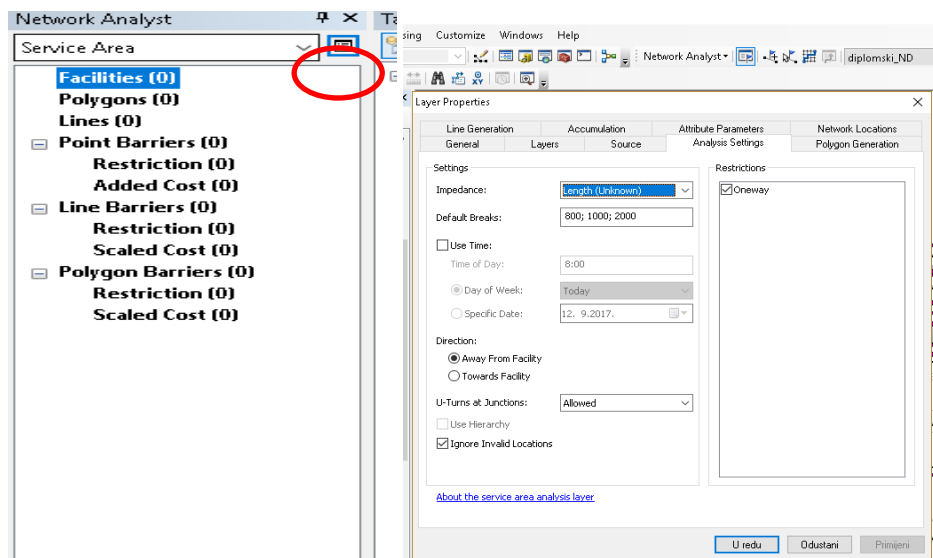 Network Analyst
Service Area
Facilities (0)
Polygons (0)
Lines (0)
Point Barriers (0)
Restriction (0)
Added Cost (0)
Line Barriers (0)
Restriction (0)
Scaled Cost (0)
Polygon Barriers (0)
Restriction (0)
Scaled Cost (0)
Ta
sing Customize Windows Help
Network Analyst diplomski_ND
Layer Properties
Line Generation Accumulation Attribute Parameters Network Locations
General Layers Source Analysis Settings Polygon Generation
Settings
Impedance: Length (Unknown)
Default Breaks: 800; 1000; 2000
Use Time:
Time of Day: 8:00
Day of Week: Today
Specific Date: 12. 9.2017.
Direction:
Away From Facility
Towards Facility
U-Turns at Junctions: Allowed
Use Hierarchy
Ignore Invalid Locations
About the service area analysis layer
Restrictions
Oneway
U redu Odustani Primijeni